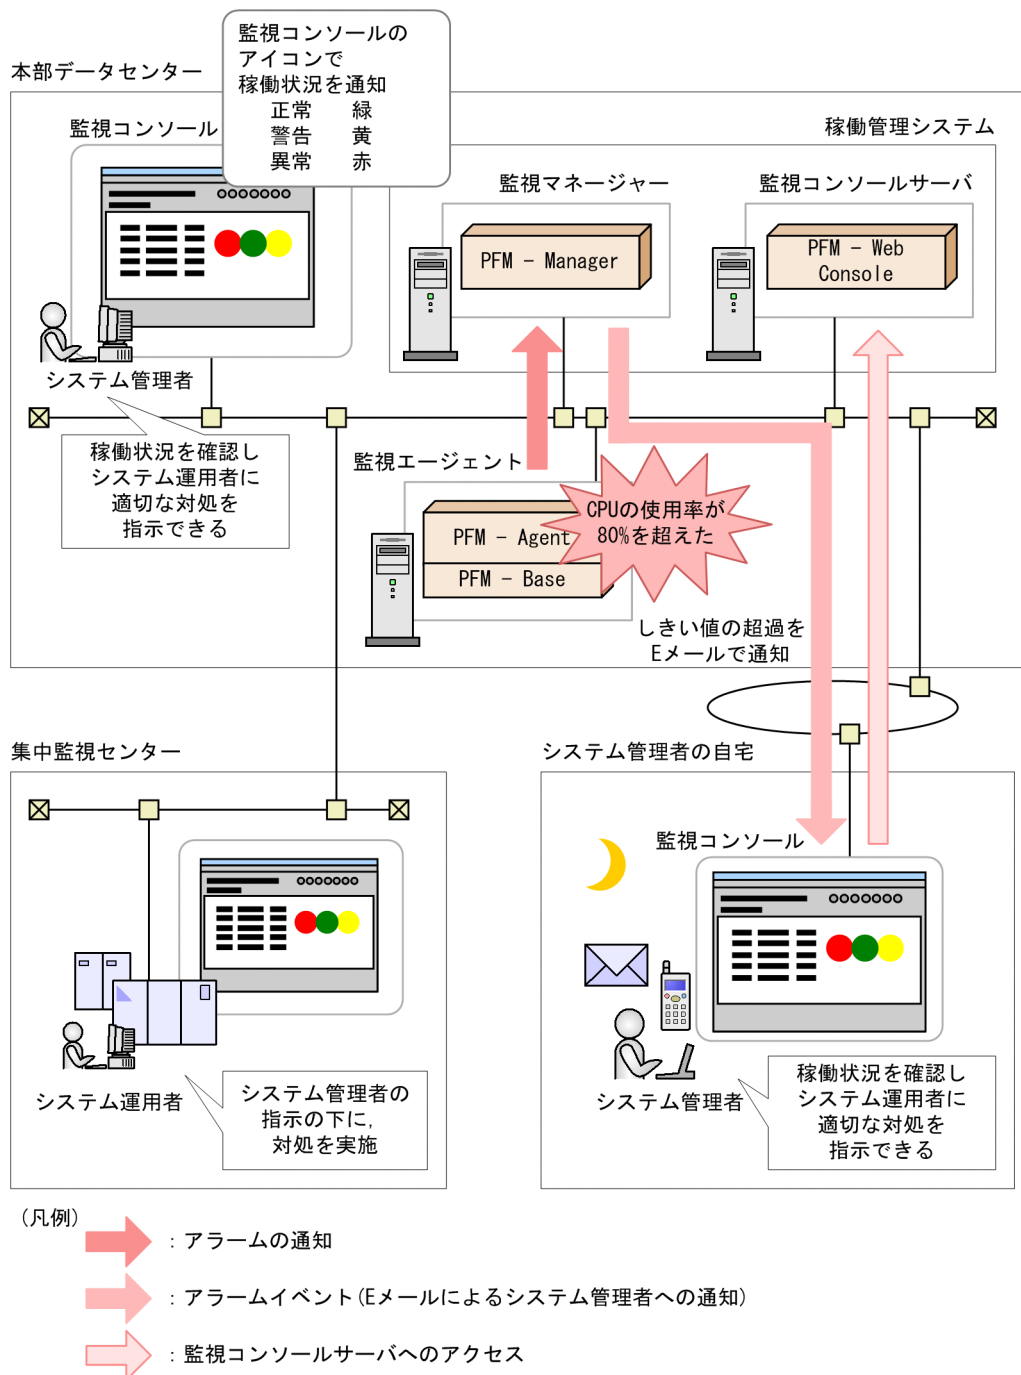 監視コンソールの
アイコンで
稼働状況を通知
正常 緑
警告 黄
異常 赤
本部データセンター
監視コンソール
稼働管理システム
監視マネージャー
監視コンソールサーバ
PFM - Manager
PFM - Web
Console
システム管理者
稼働状況を確認し
システム運用者に
適切な対処を
指示できる
監視エージェント
PFM - Agent
PFM - Base
CPUの使用率が
80%を超えた
しきい値の超過を
Eメールで通知
集中監視センター
システム管理者の自宅
監視コンソール
システム運用者
システム管理者の
指示の下に,
対処を実施
システム管理者
稼働状況を確認し
システム運用者に
適切な対処を
指示できる
(凡例)
: アラームの通知
: アラームイベント(Eメールによるシステム管理者への通知)
: 監視コンソールサーバへのアクセス